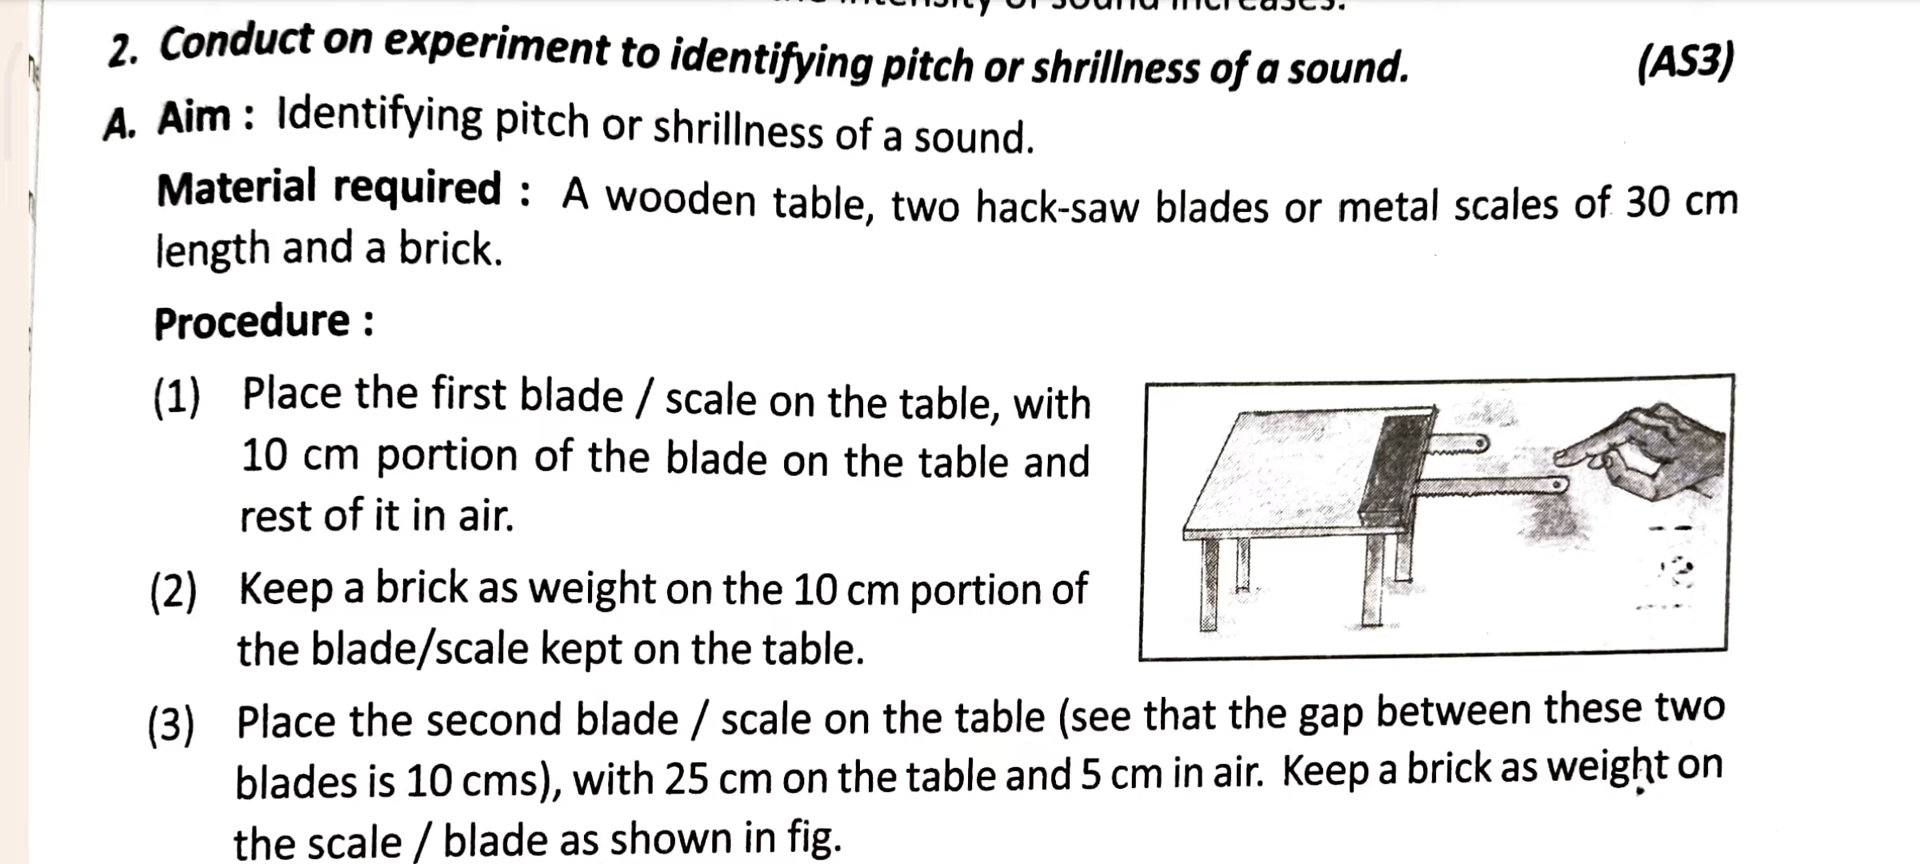 intensity of sound increases.
2. Conduct on experiment to identifying pitch or shrillness of a sound. (AS3)
A. Aim : Identifying pitch or shrillness of a sound.
Material required : A wooden table, two hack-saw blades or metal scales of 30 cm
length and a brick.
Procedure :
(1) Place the first blade / scale on the table, with
10 cm portion of the blade on the table and
rest of it in air.
(2) Keep a brick as weight on the 10 cm portion of
the blade/scale kept on the table.
(3) Place the second blade / scale on the table (see that the gap between these two
blades is 10 cms), with 25 cm on the table and 5 cm in air. Keep a brick as weight on
the scale / blade as shown in fig.